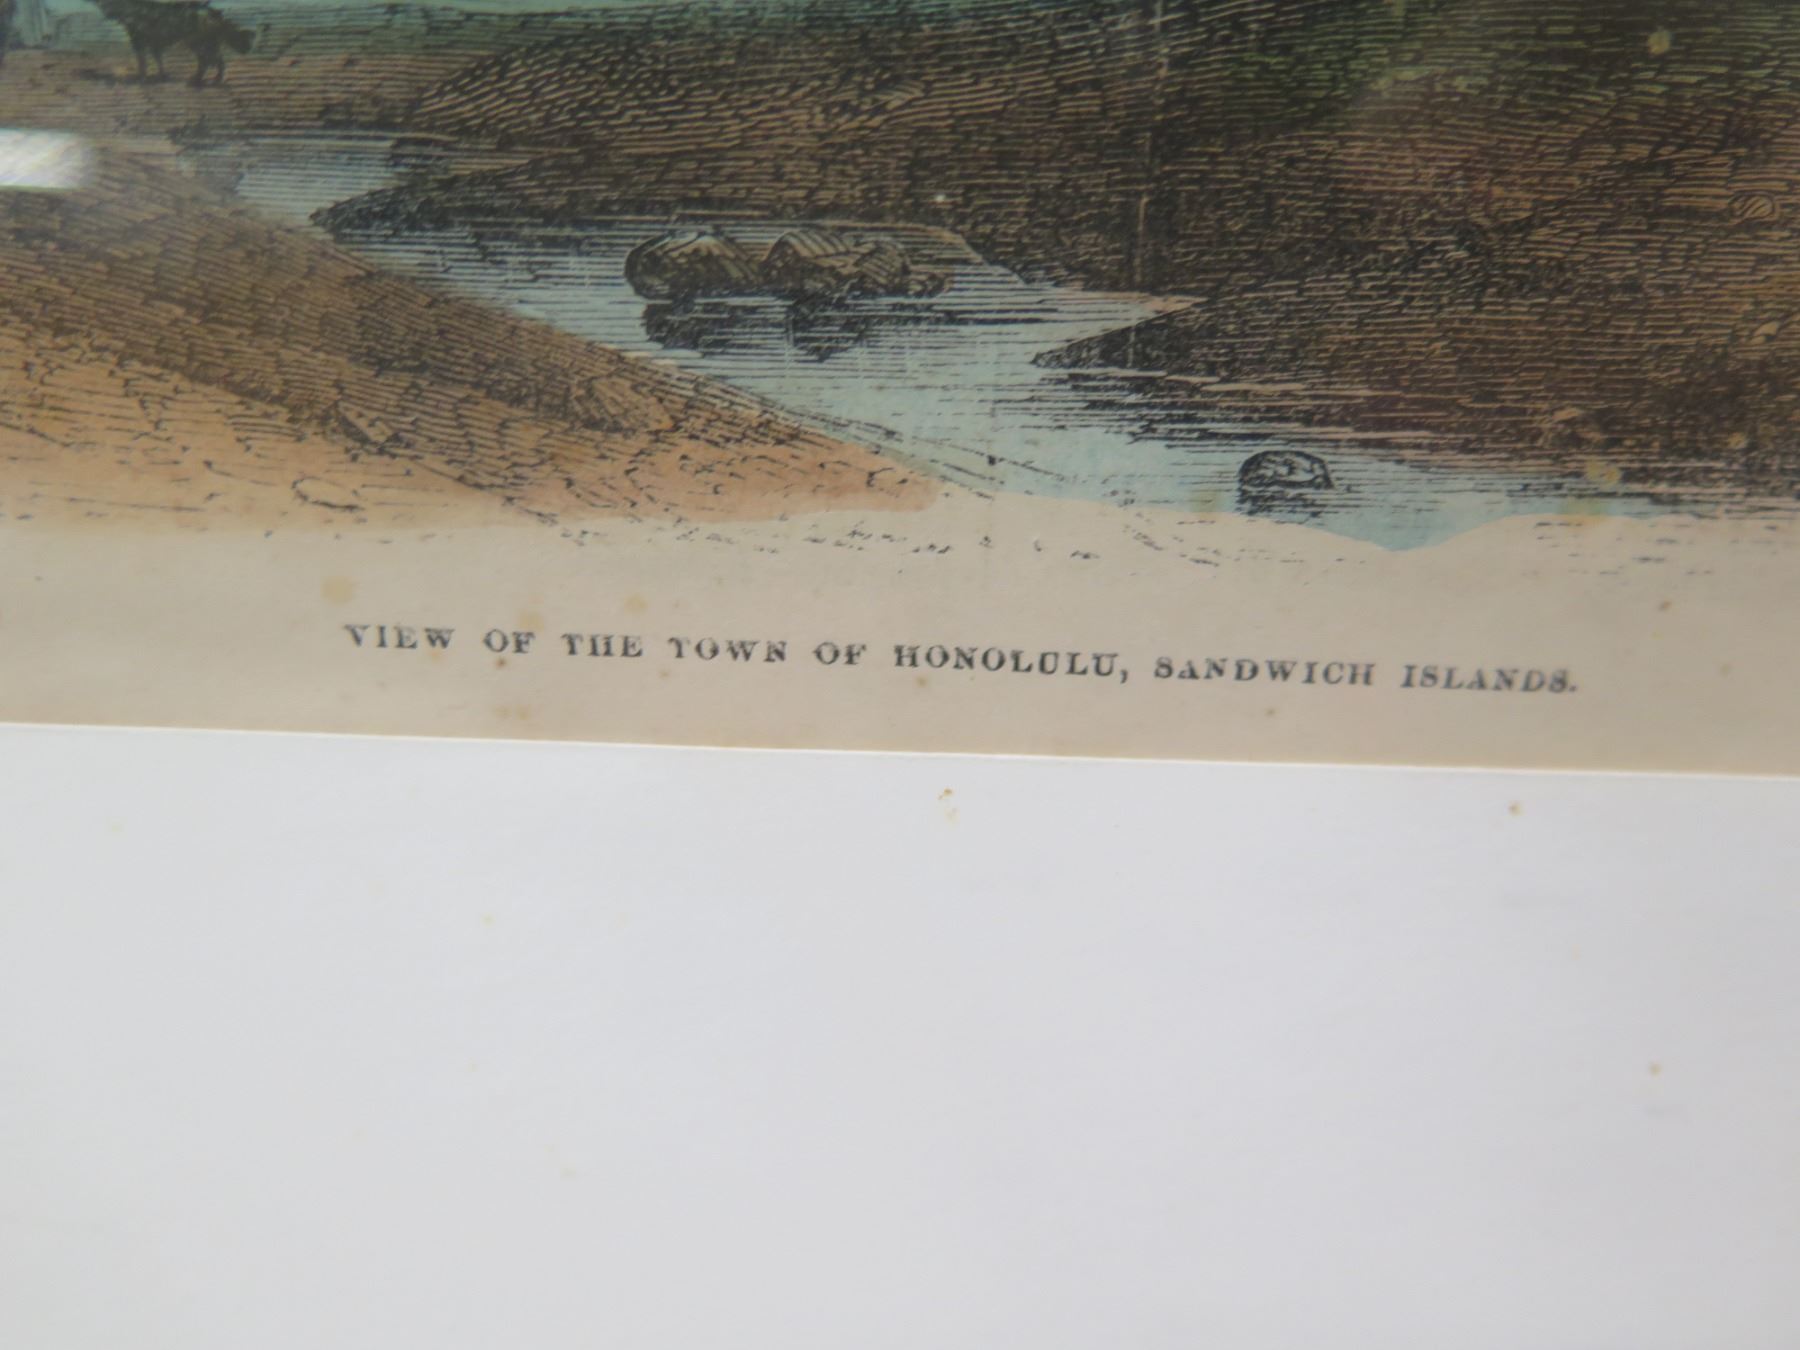 VIEW OF THE TOWN OF HONOLULU, SANDWICH ISLANDS.